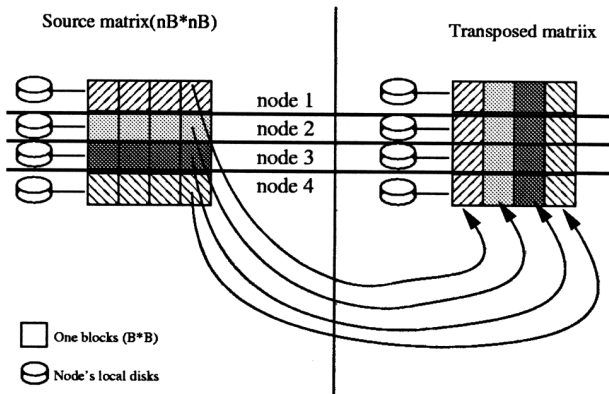 Source matrix(nB*nB)
Transposed matriix
node 1
node 2
node 3
node 4
One blocks (B*B)
Node's local disks